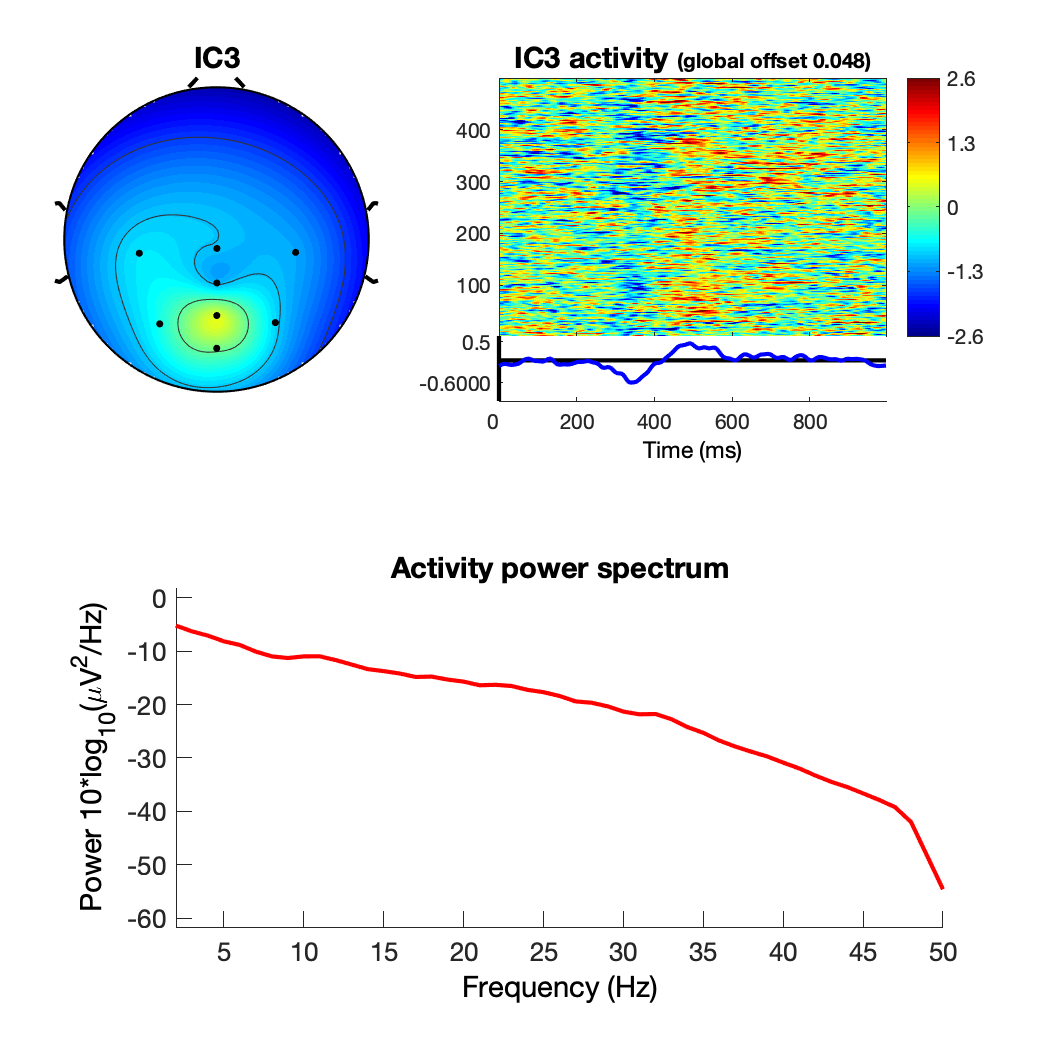 IC3
IC3 activity (global offset 0.048)
400
300
200
100
2.6
1.3
0
-1.3
-2.6
0.5
-0.6000
0 200 400 600 800
Time (ms)
Activity power spectrum
Power 10*log10(μV2/Hz)
0
-10
-20
-30
-40
-50
-60
5 10 15 20 25 30 35 40 45 50
Frequency (Hz)